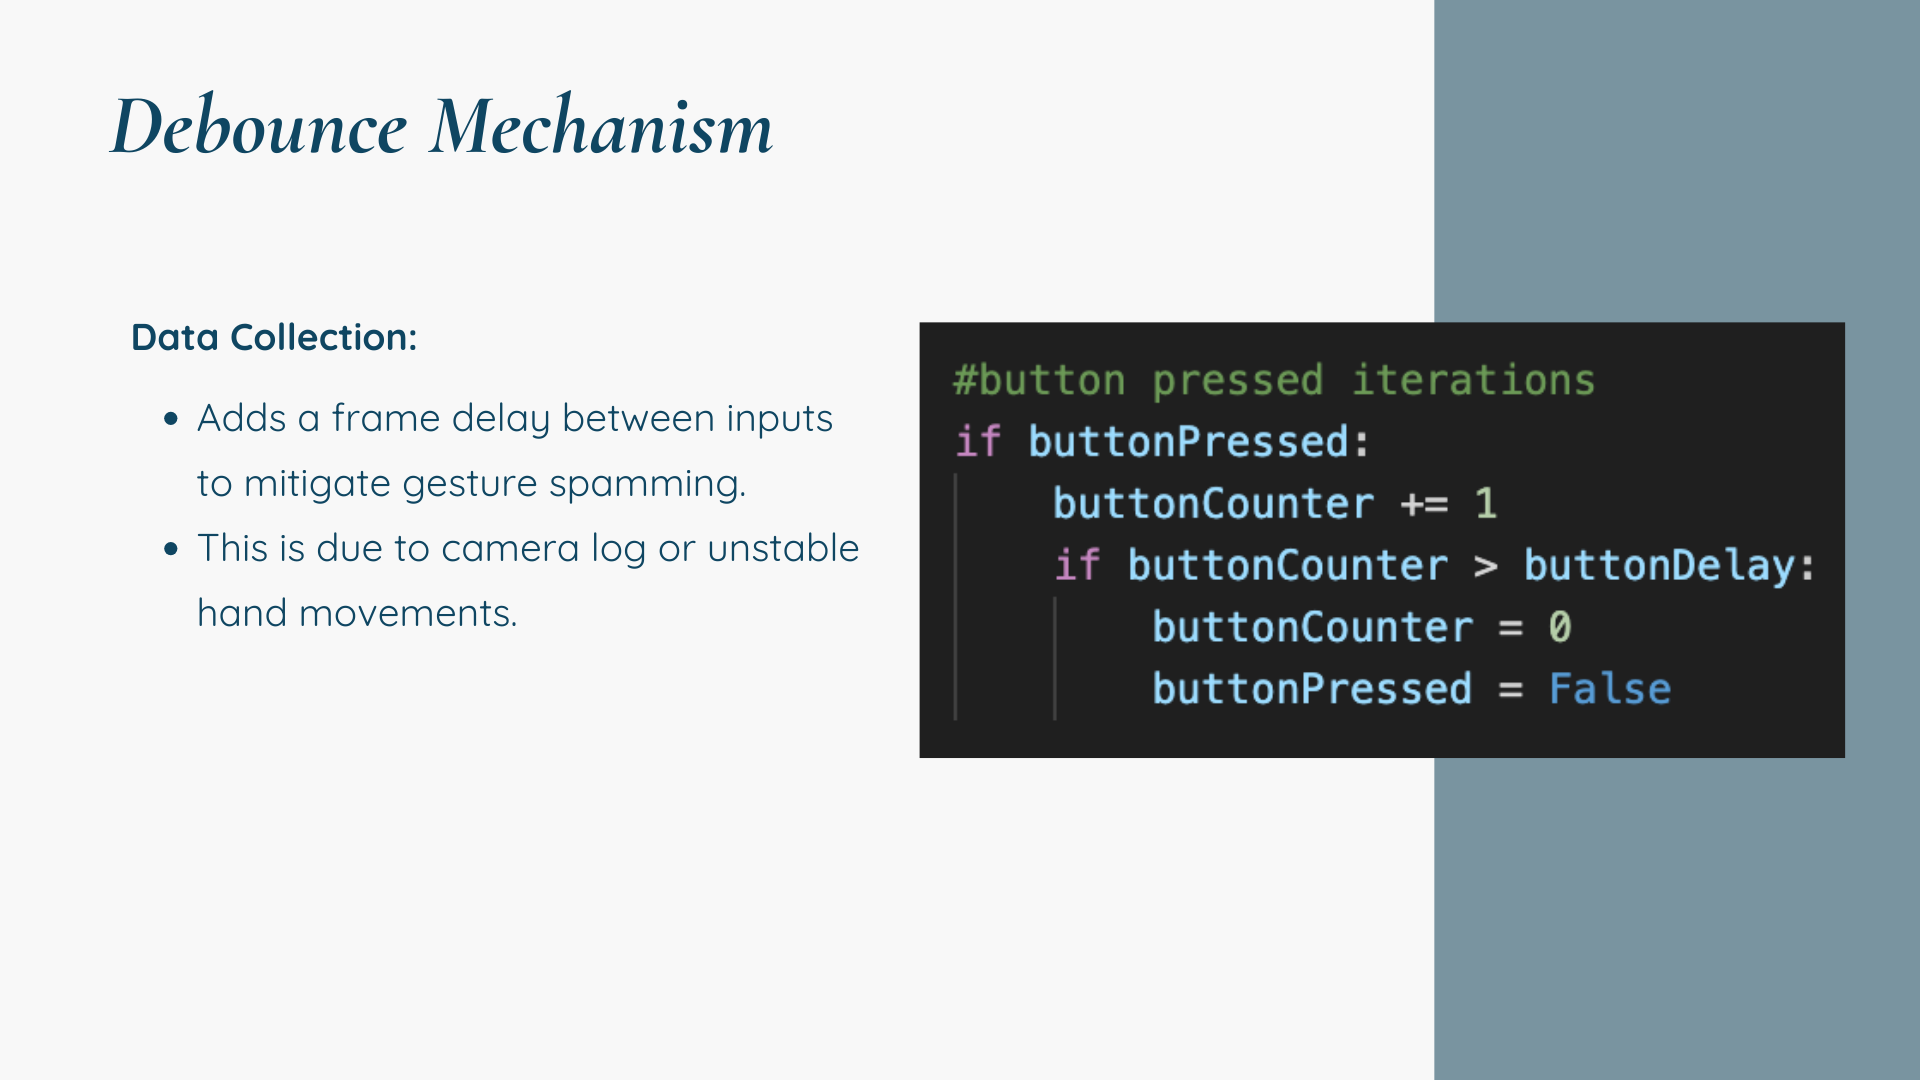 Debounce Mechanism
Data Collection:
• Adds a frame delay between inputs
to mitigate gesture spamming.
• This is due to camera log or unstable
hand movements.
#button pressed iterations
if buttonPressed:
    buttonCounter += 1
    if buttonCounter > buttonDelay:
        buttonCounter = 0
        buttonPressed = False